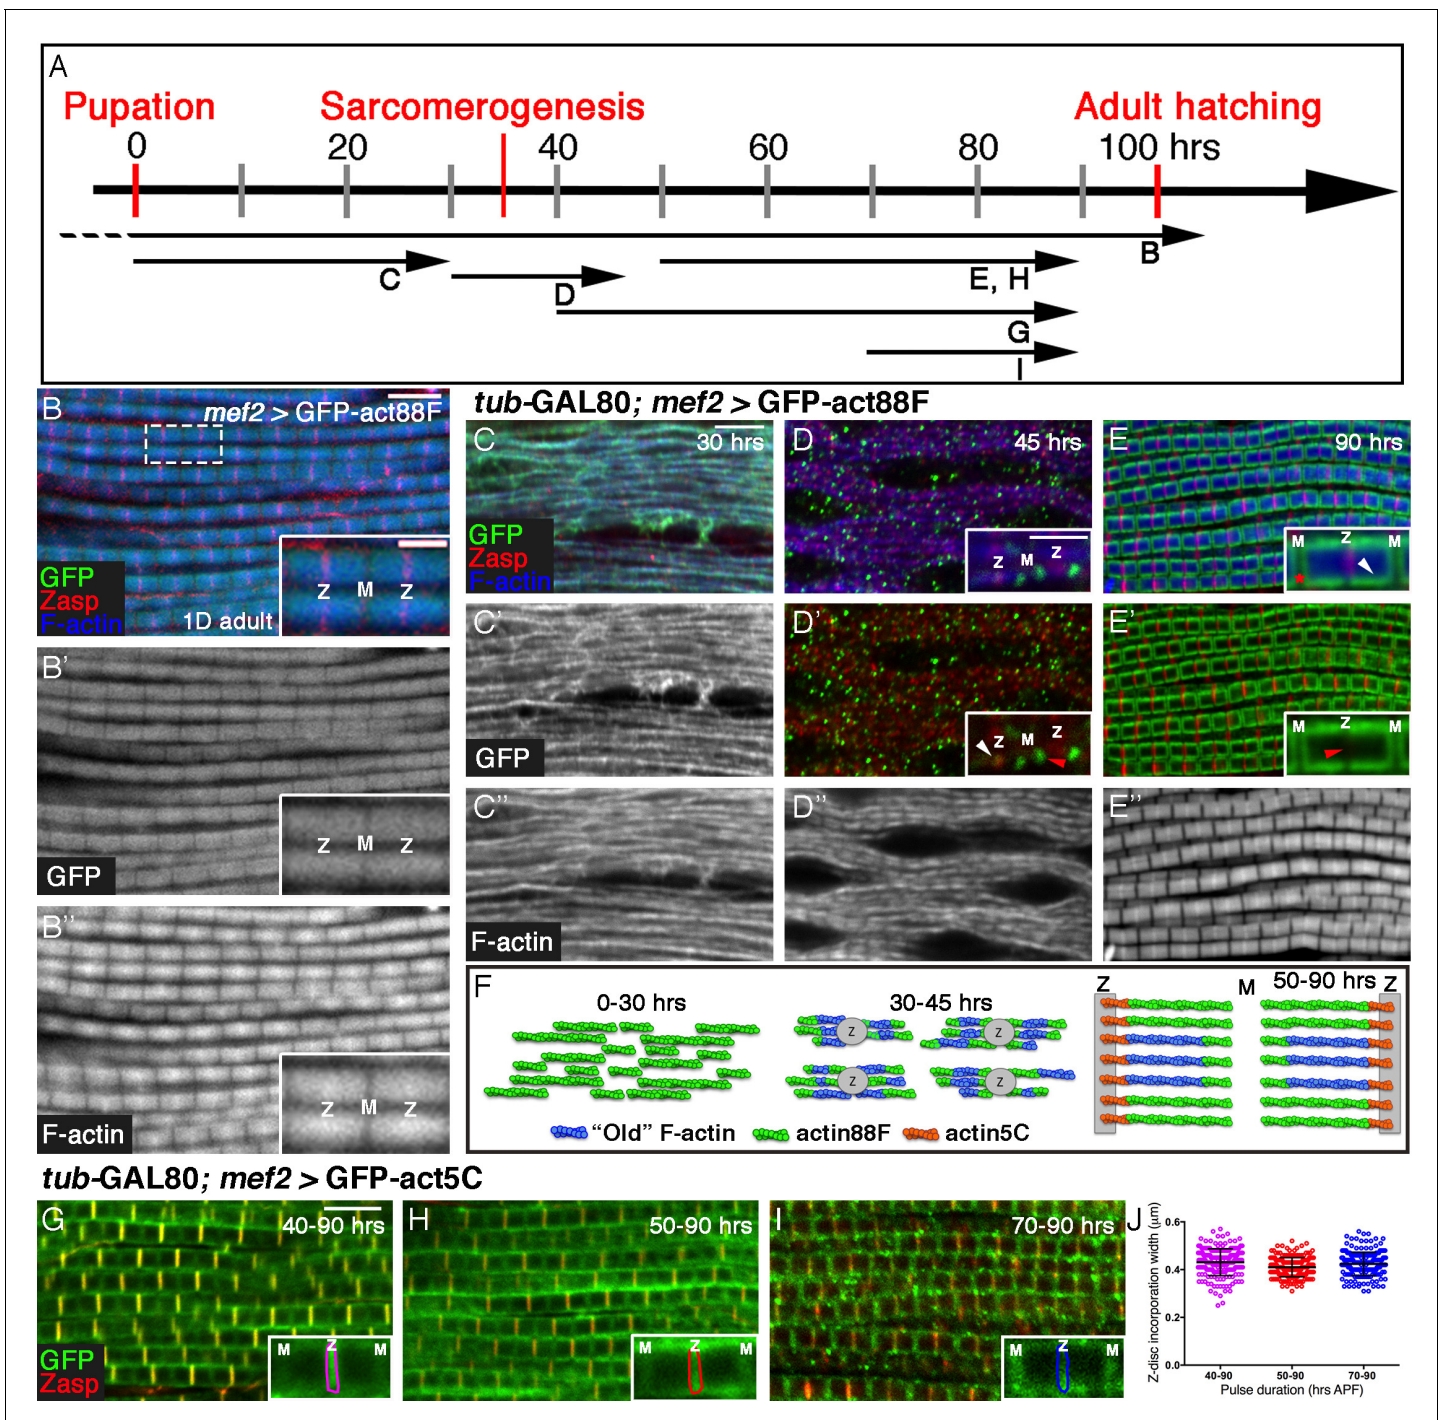 A
Pupation Sarcomerogenesis Adult hatching
0 20 40 60 80 100 hrs
B
C
D
E, H
G
I
B mef2 > GFP-act88F
GFP
Zasp
F-actin
1D adult
Z M Z
B'
GFP
Z M Z
B''
F-actin
Z M Z
tub-GAL80; mef2 > GFP-act88F
C 30 hrs
GFP
Zasp
F-actin
D 45 hrs
Z M Z
E 90 hrs
M Z M
C'
GFP
D'
Z M Z
E'
M Z M
C''
F-actin
D''
E''
F
0-30 hrs
30-45 hrs
50-90 hrs
Z M Z
Z Z
Z Z
"Old" F-actin actin88F actin5C
tub-GAL80; mef2 > GFP-act5C
G 40-90 hrs
GFP
Zasp
M Z M
H 50-90 hrs
M Z M
I 70-90 hrs
M Z M
J
Z-disc incorporation width (μm)
0.6
0.4
0.2
0.0
40-90 50-90 70-90
Pulse duration (hrs APF)